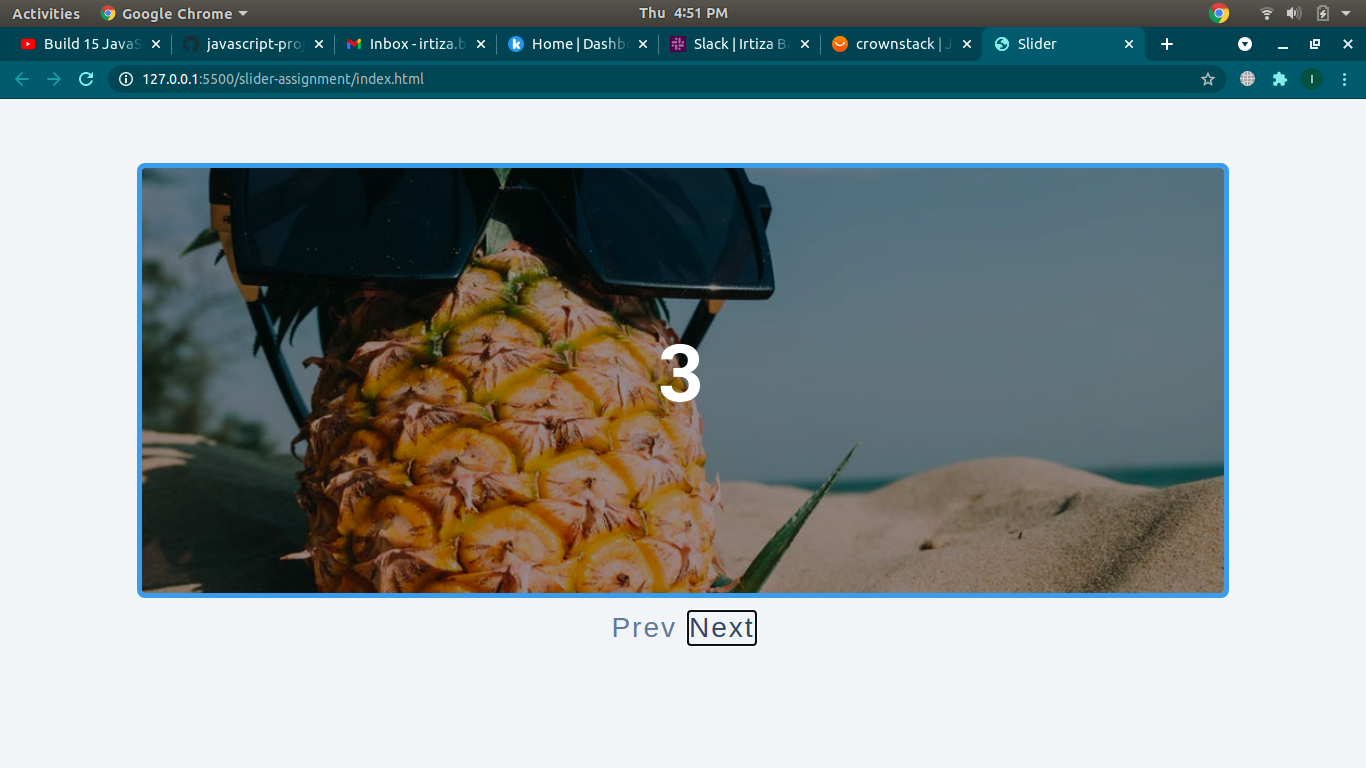 Activities Google Chrome Thu 4:51 PM
Build 15 JavaS javascript-proj Inbox - irtiza.b Home | Dashb Slack | Irtiza Ba crownstack | J Slider
127.0.0.1:5500/slider-assignment/index.html I
3
Prev Next